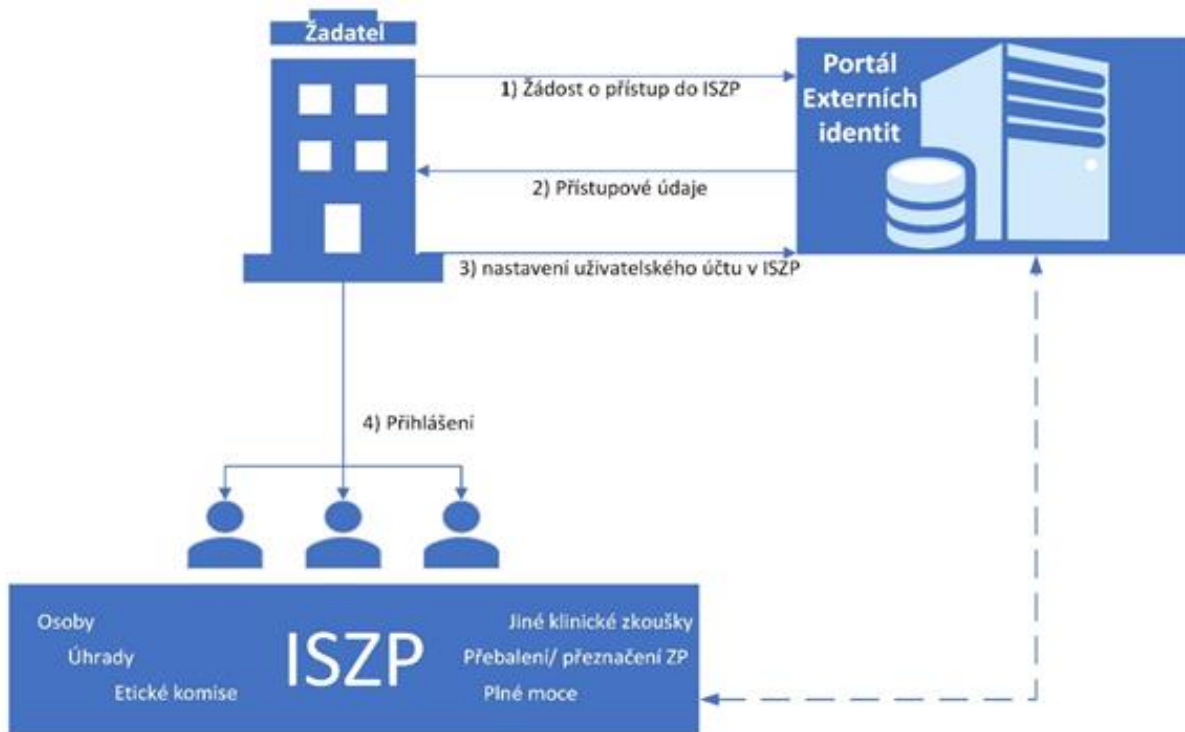 Žadatel
1) Žádost o přístup do ISZP
Portál
Externích
identit
2) Přístupové údaje
3) nastavení uživatelského účtu v ISZP
4) Přihlášení
Osoby
Úhrady
Etické komise
ISZP
Jiné klinické zkoušky
Přebalení/ přeznačení ZP
Plné moce